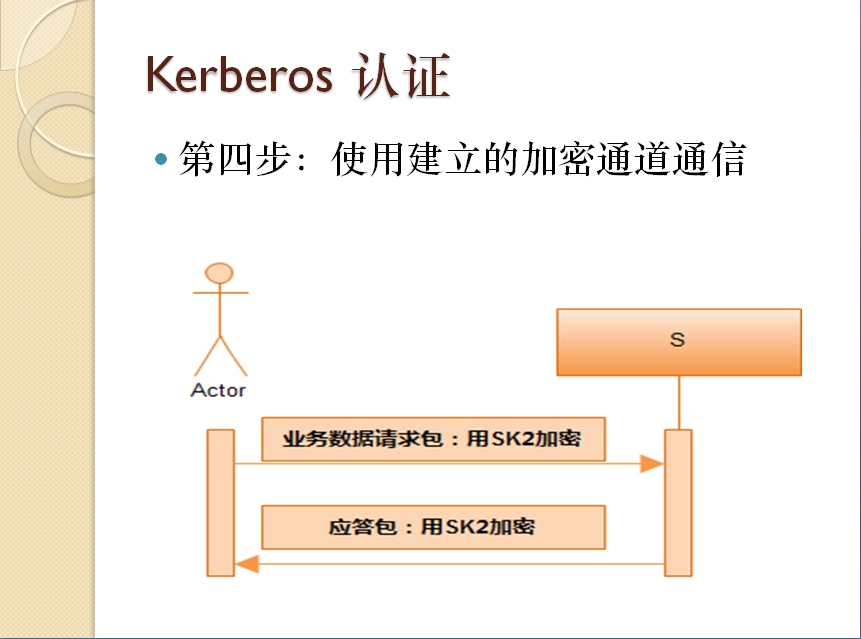 Kerberos 认证
第四步：使用建立的加密通道通信
S
Actor
业务数据请求包：用SK2加密
应答包：用SK2加密